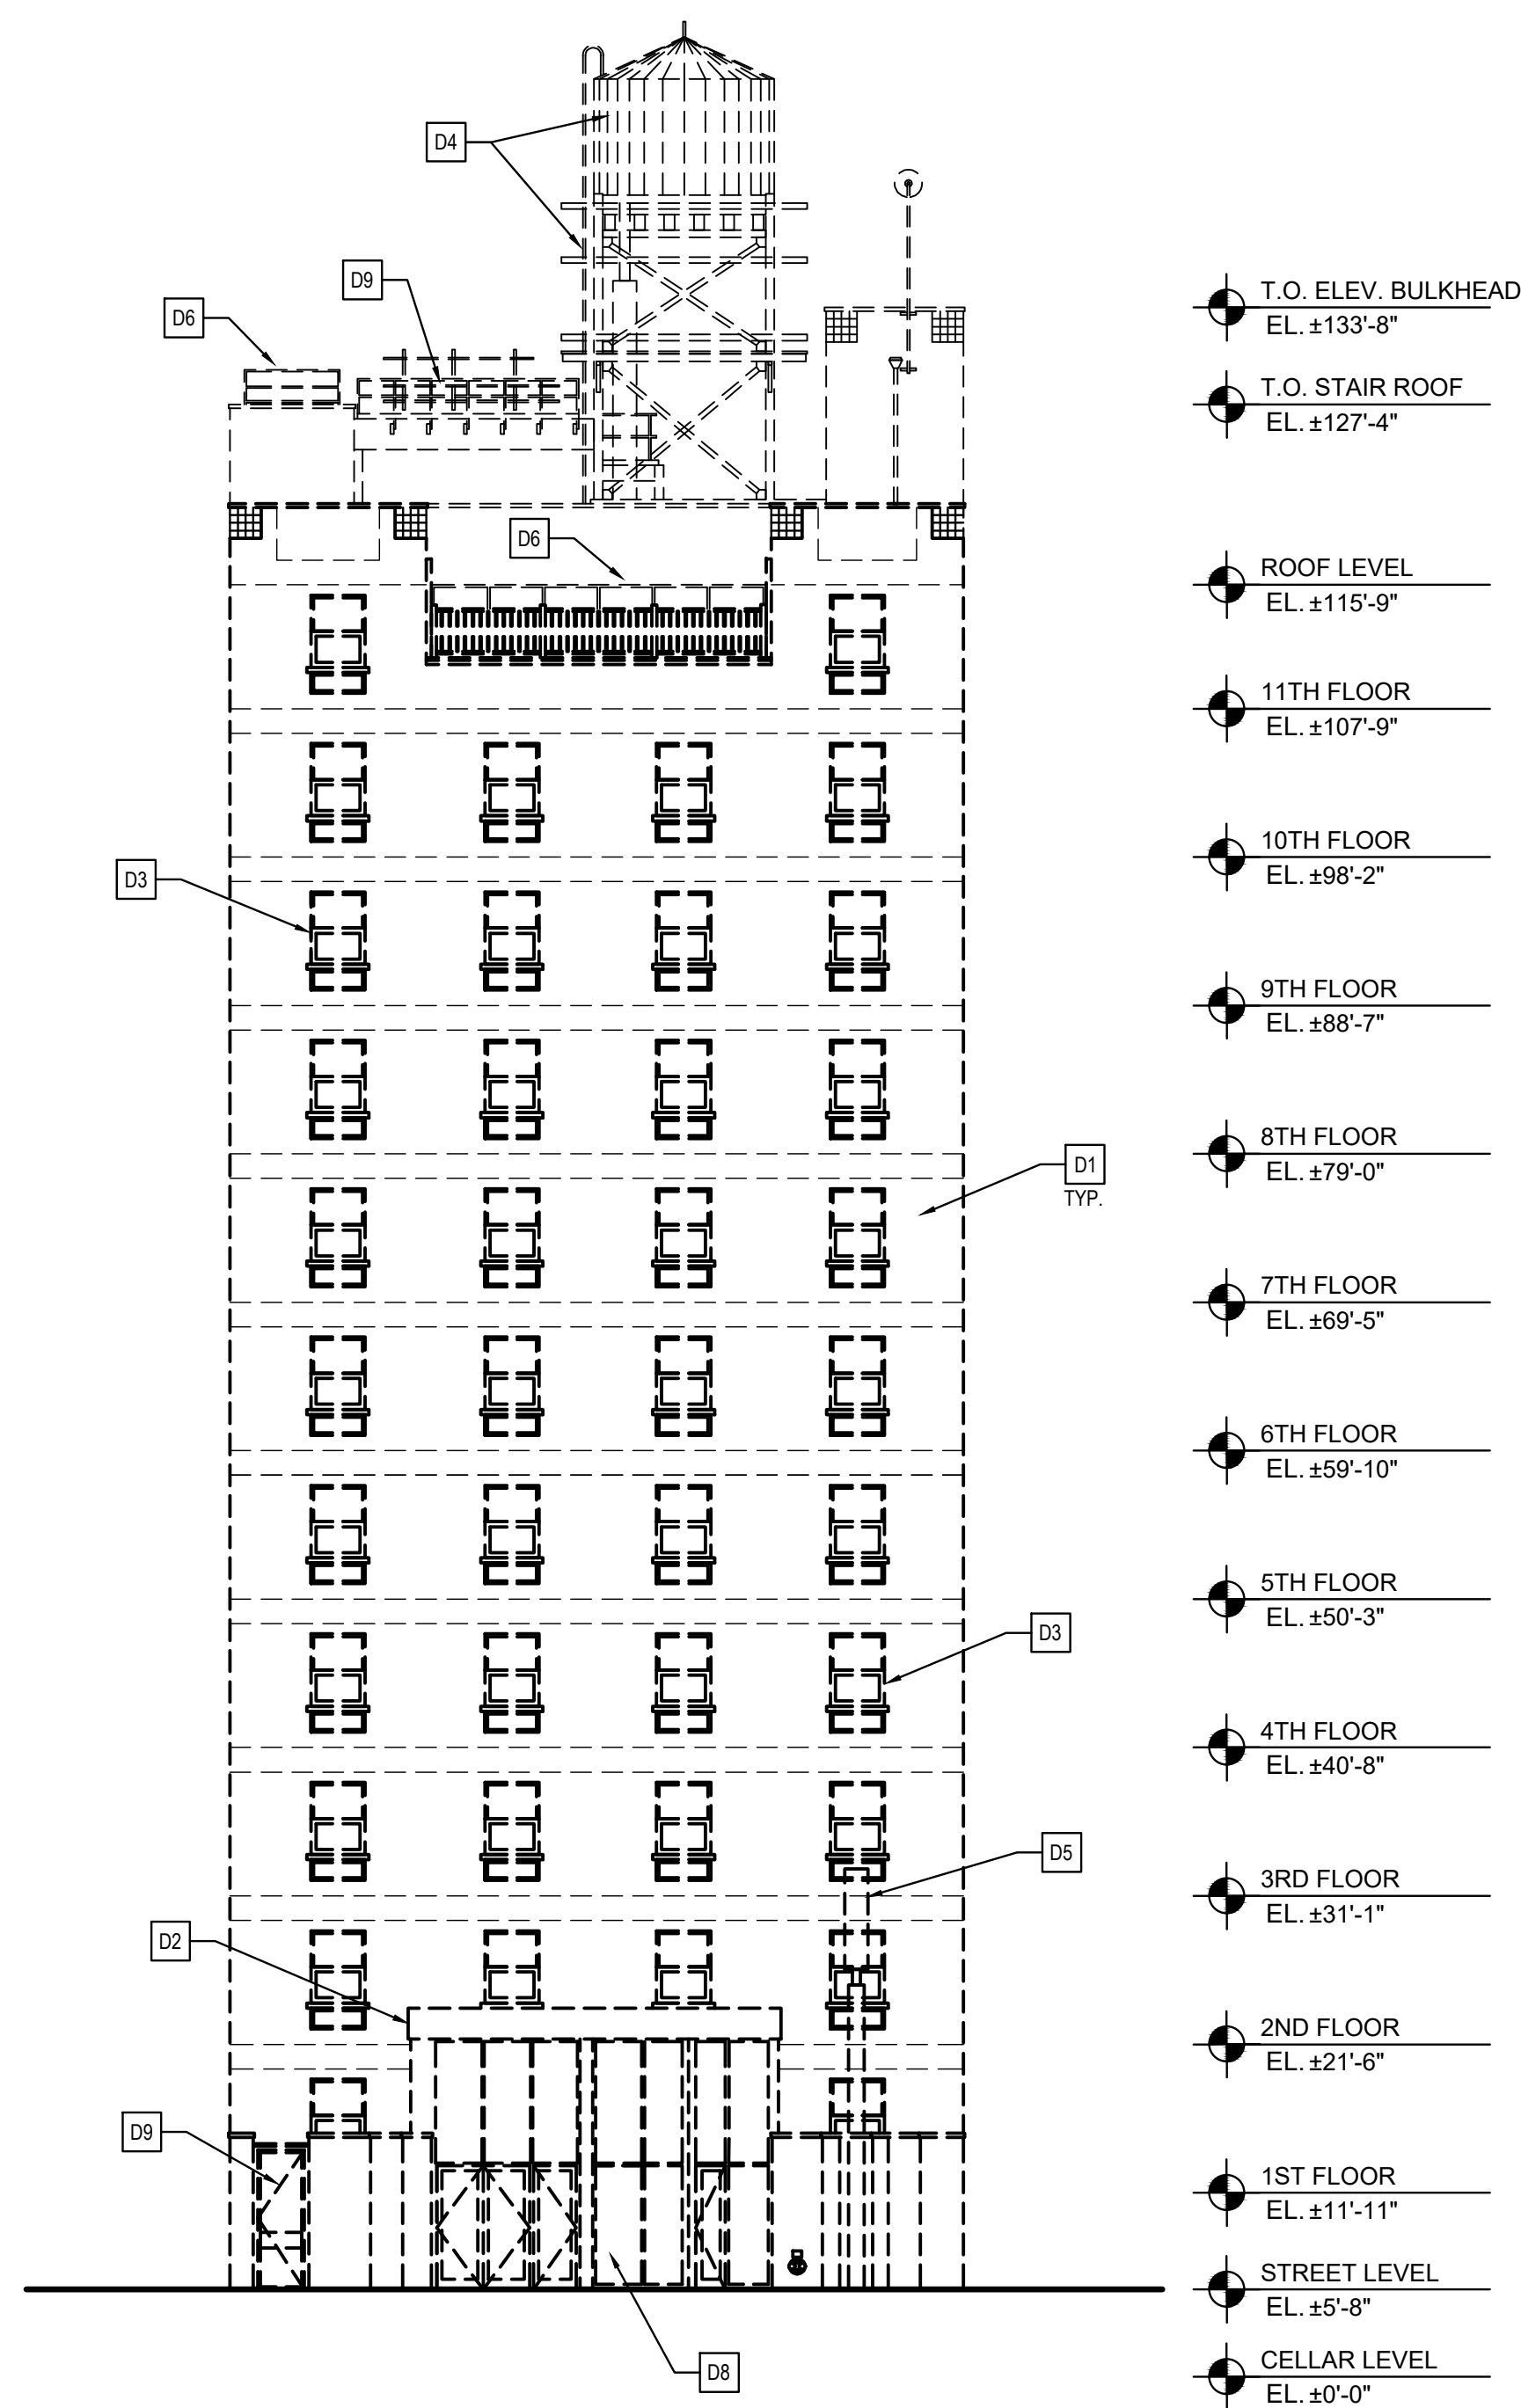 D4
D9
D6
T.O. ELEV. BULKHEAD
EL. ±133'-8"
T.O. STAIR ROOF
EL. ±127'-4"
D6
ROOF LEVEL
EL. ±115'-9"
11TH FLOOR
EL. ±107'-9"
10TH FLOOR
EL. ±98'-2"
D3
9TH FLOOR
EL. ±88'-7"
8TH FLOOR
EL. ±79'-0"
D1
TYP.
7TH FLOOR
EL. ±69'-5"
6TH FLOOR
EL. ±59'-10"
5TH FLOOR
EL. ±50'-3"
D3
4TH FLOOR
EL. ±40'-8"
D5
3RD FLOOR
EL. ±31'-1"
D2
2ND FLOOR
EL. ±21'-6"
D9
1ST FLOOR
EL. ±11'-11"
STREET LEVEL
EL. ±5'-8"
D8
CELLAR LEVEL
EL. ±0'-0"